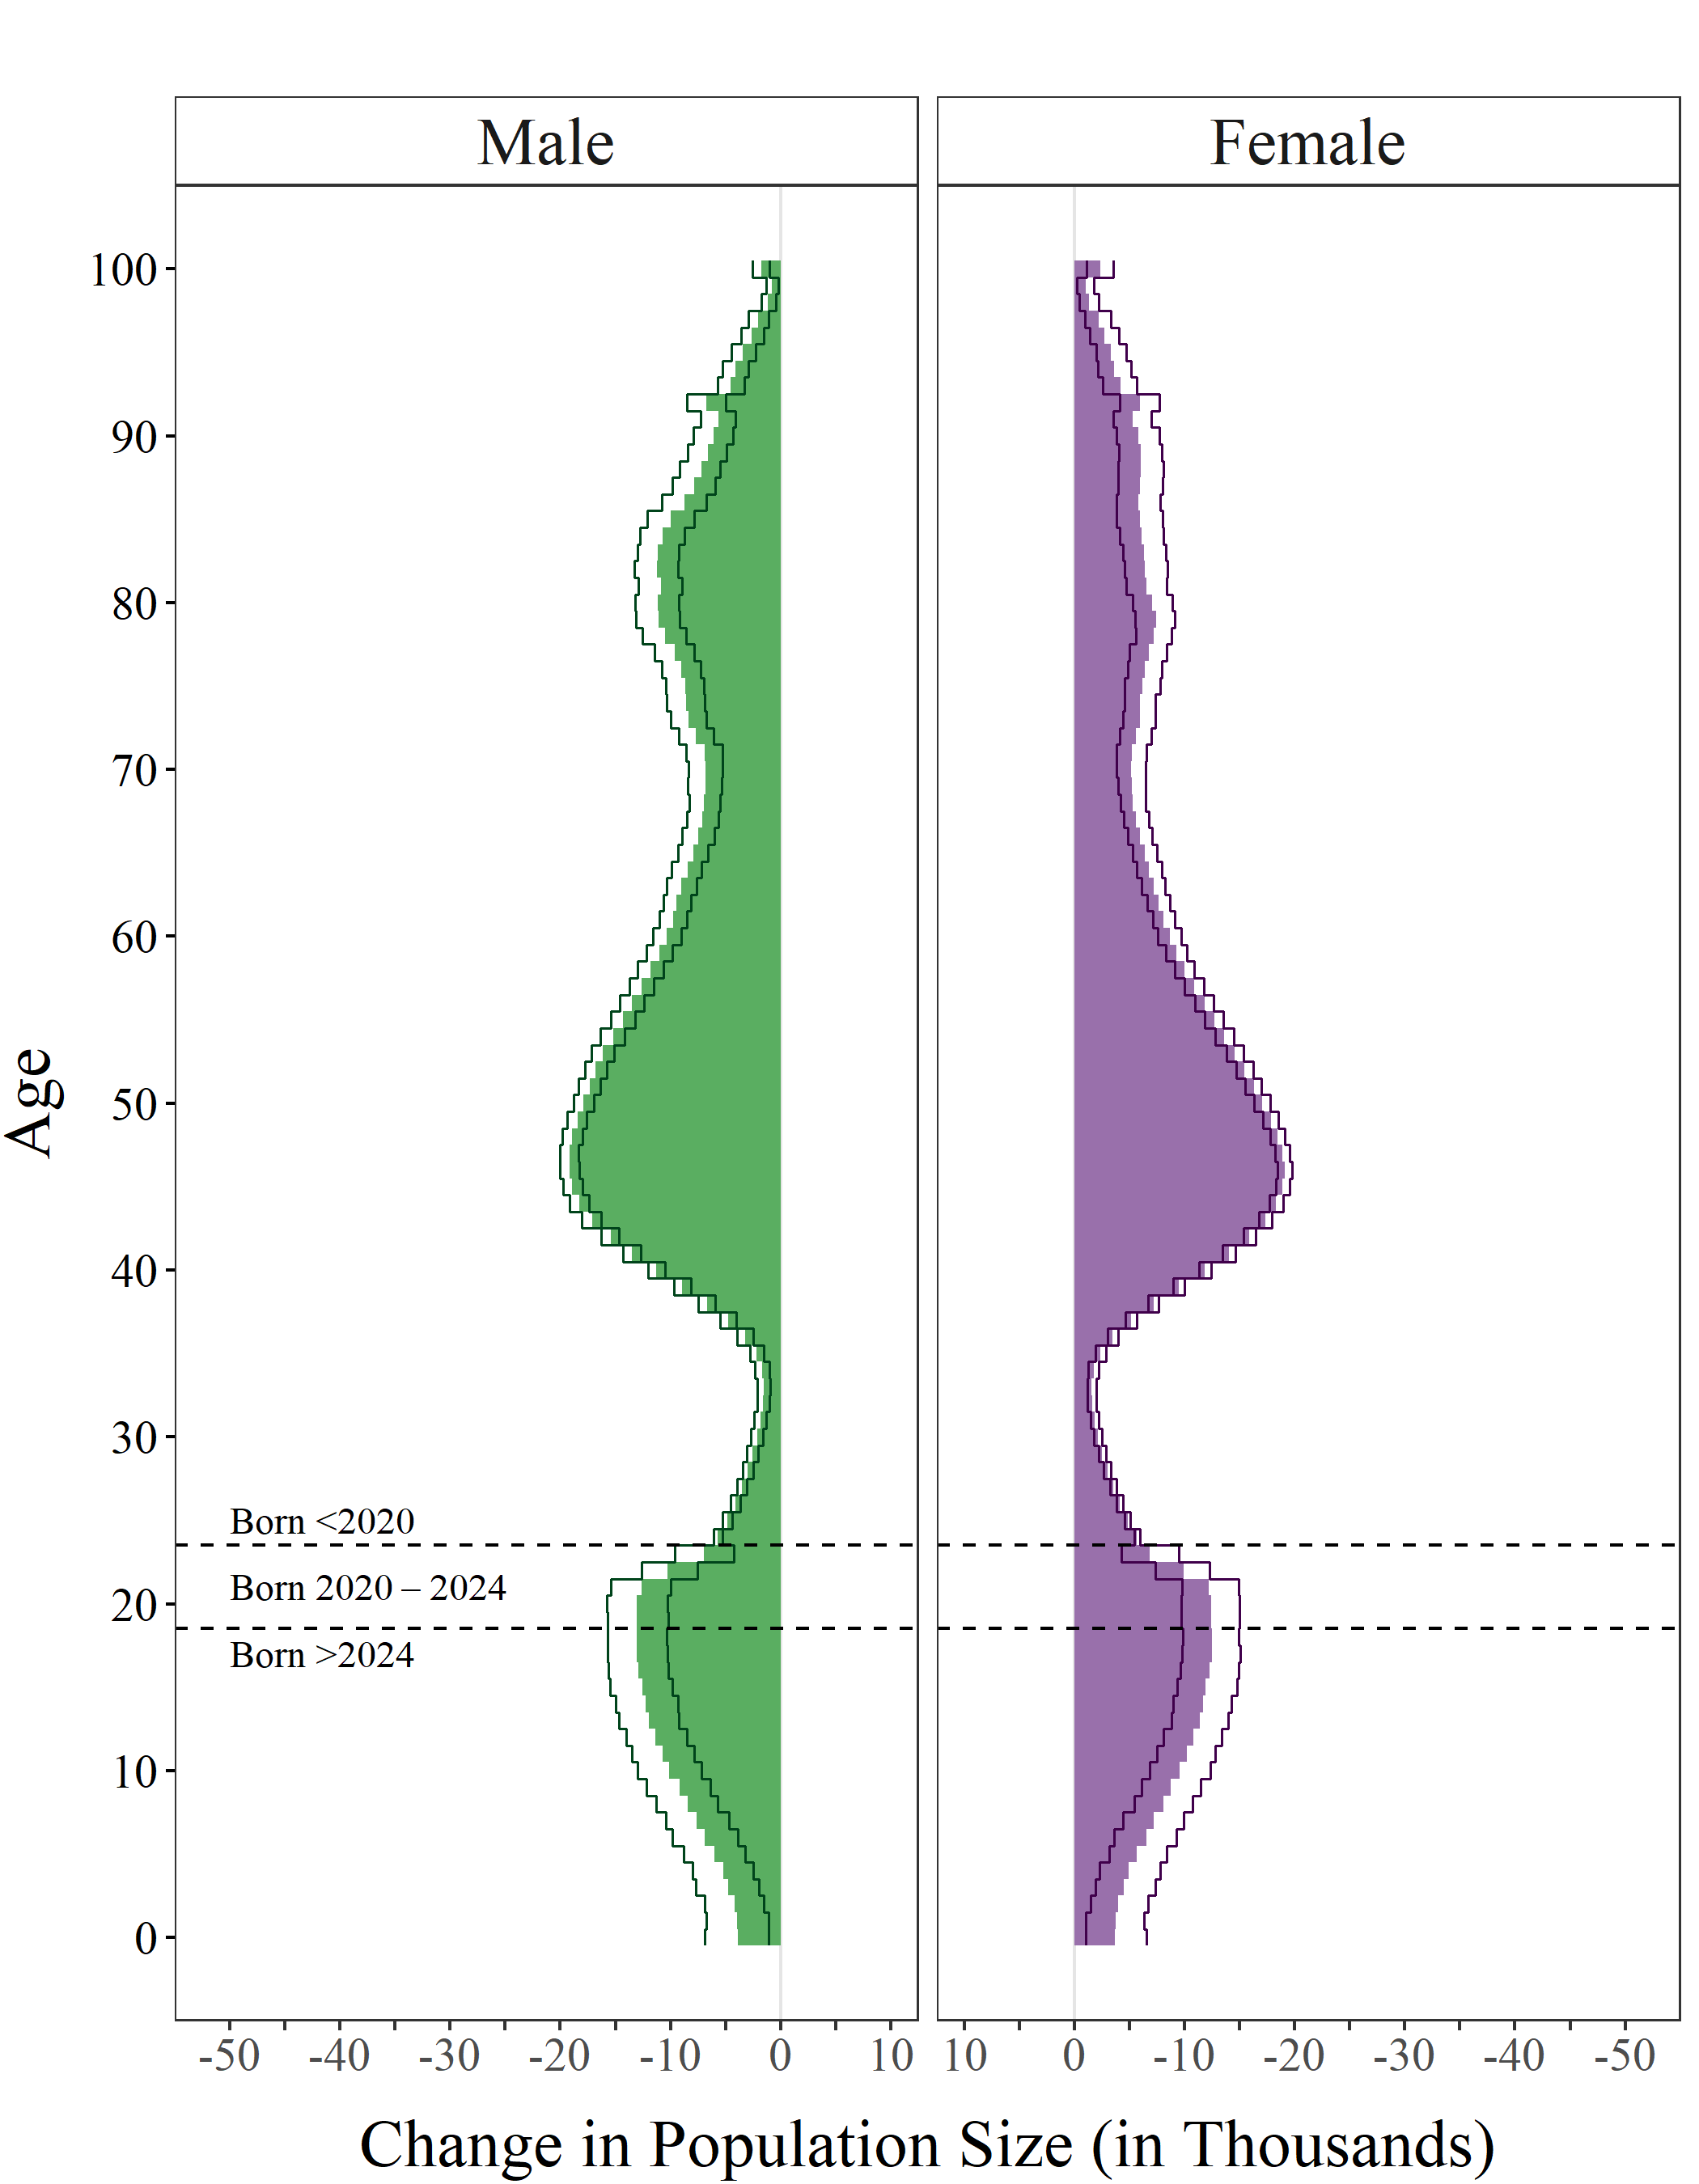 Male
Female
Age
100
90
80
70
60
50
40
30
20
10
0
Born <2020
Born 2020 – 2024
Born >2024
-50 -40 -30 -20 -10 0 10
10 0 -10 -20 -30 -40 -50
Change in Population Size (in Thousands)